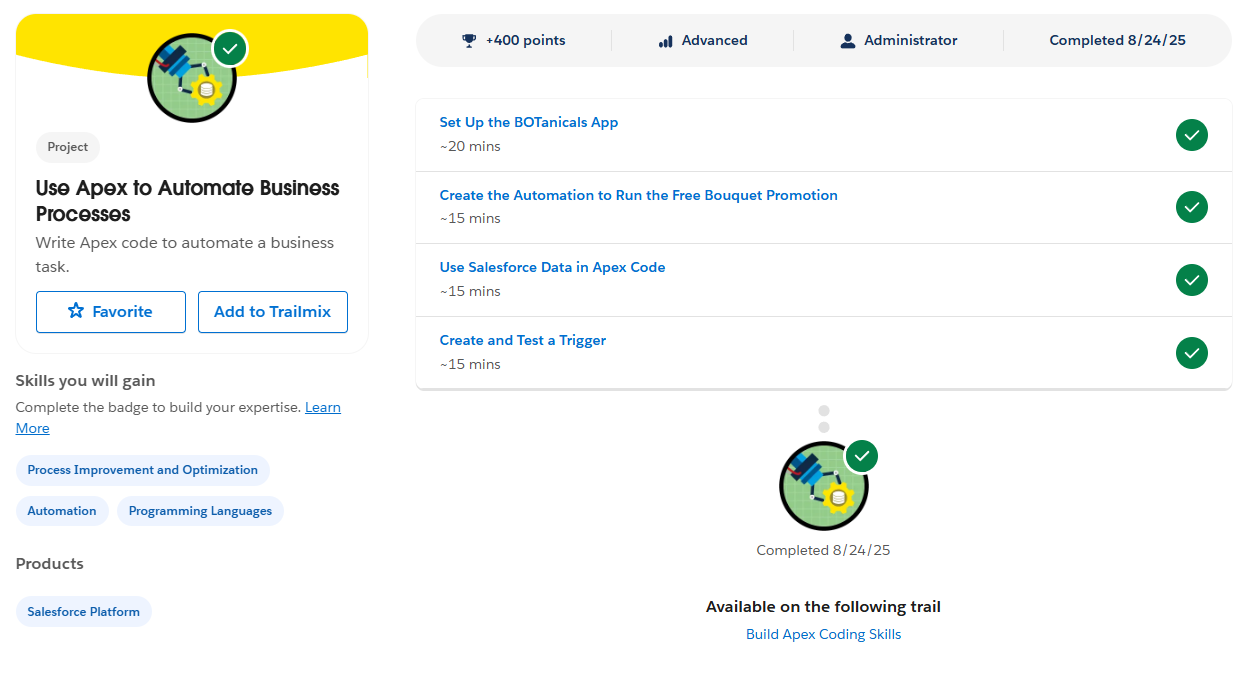 Project
Use Apex to Automate Business
Processes
Write Apex code to automate a business
task.
Favorite
Add to Trailmix
Skills you will gain
Complete the badge to build your expertise. Learn
More
Process Improvement and Optimization
Automation
Programming Languages
Products
Salesforce Platform
+400 points
Advanced
Administrator
Completed 8/24/25
Set Up the BOTanicals App
~20 mins
Create the Automation to Run the Free Bouquet Promotion
~15 mins
Use Salesforce Data in Apex Code
~15 mins
Create and Test a Trigger
~15 mins
Completed 8/24/25
Available on the following trail
Build Apex Coding Skills